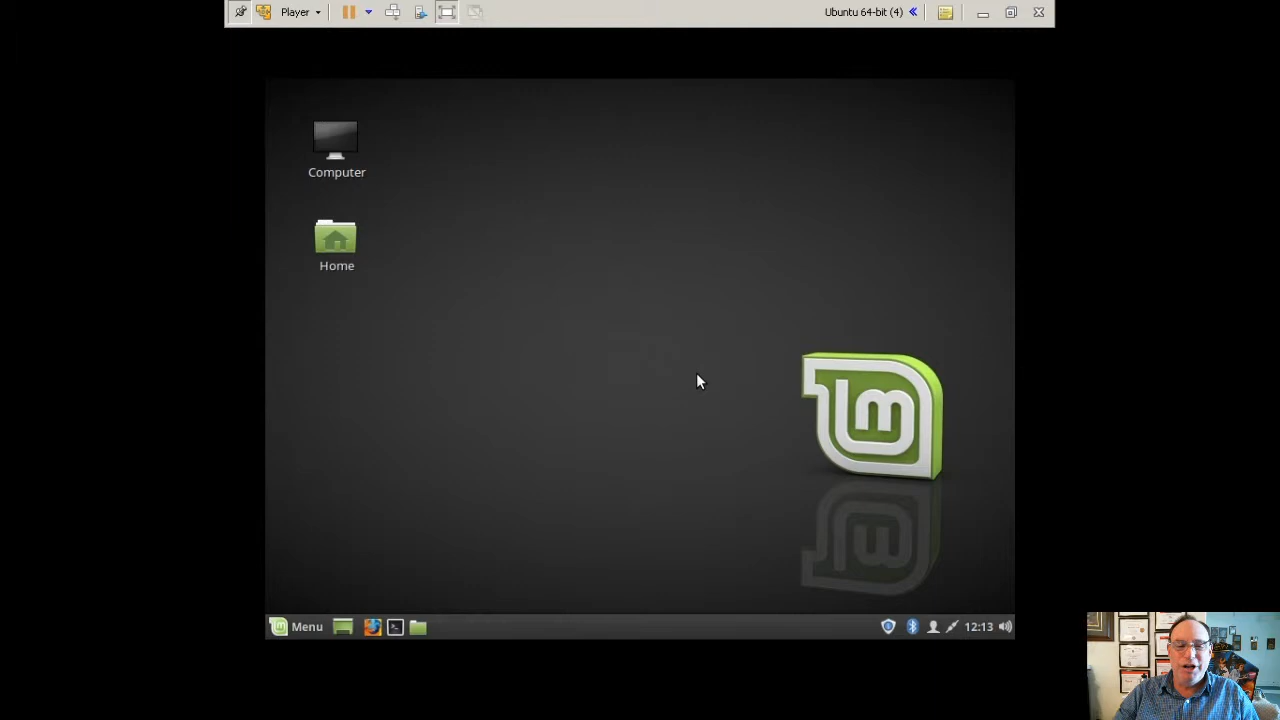 Player
Ubuntu 64-bit (4)
Computer
Home
Menu
12:13